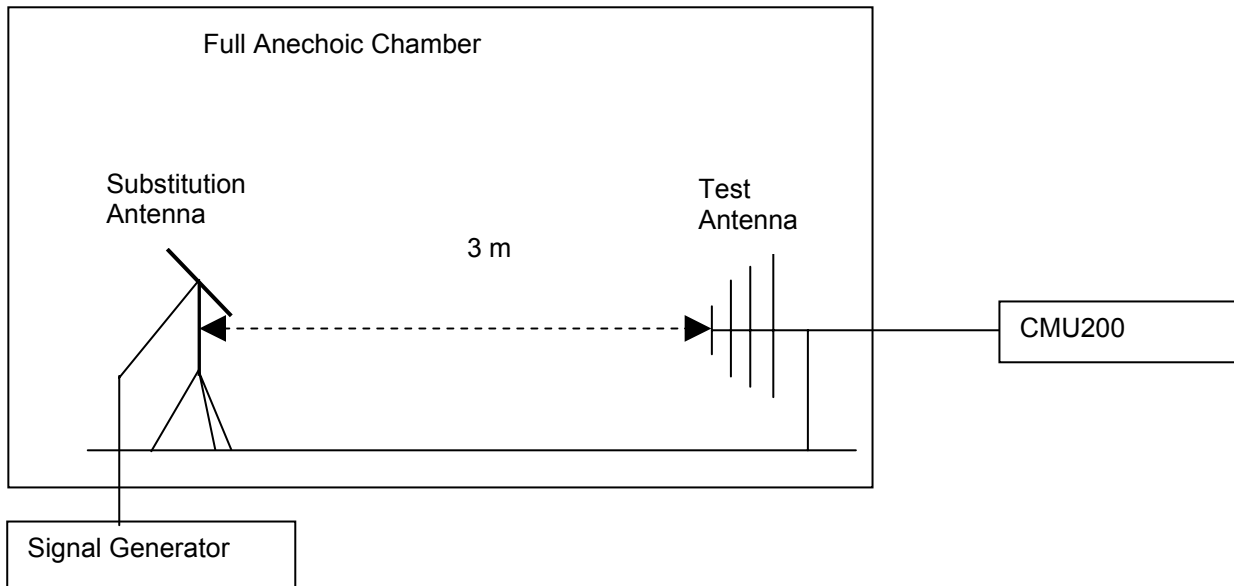 Full Anechoic Chamber
Substitution
Antenna
Test
Antenna
3 m
CMU200
Signal Generator